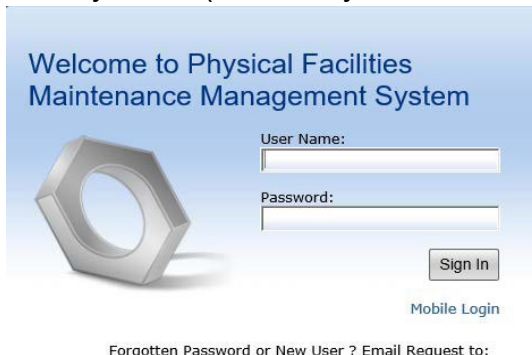 Welcome to Physical Facilities
Maintenance Management System
User Name:
Password:
Sign In
Mobile Login
Forgotten Password or New User ? Email Request to: